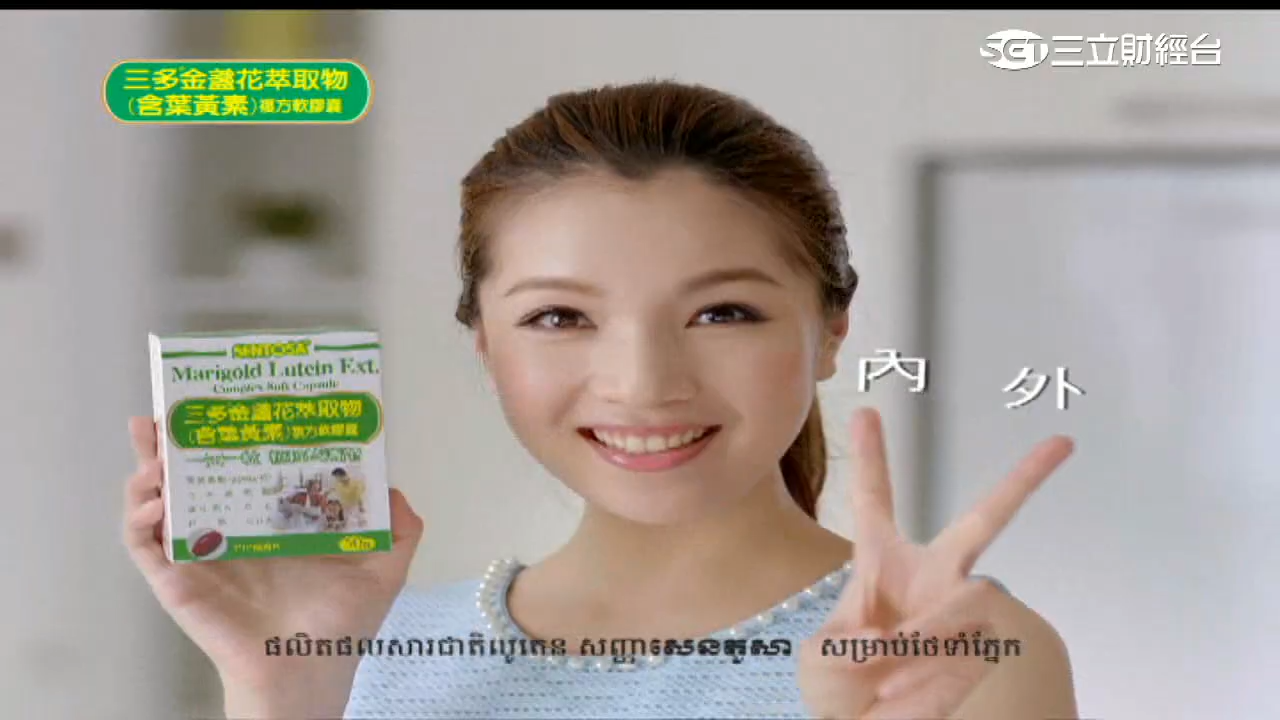 三多金盞花萃取物
(含葉黃素)複方軟膠囊
三立財經台
SENTOSA
Marigold Lutein Ext.
Complex Soft Capsule
三多金盞花萃取物
(含葉黃素)複方軟膠囊
內 外
ផលិតផលសារជាតិលូតេន សញ្ញាសេនតូសា សម្រាប់ថែទាំភ្នែក